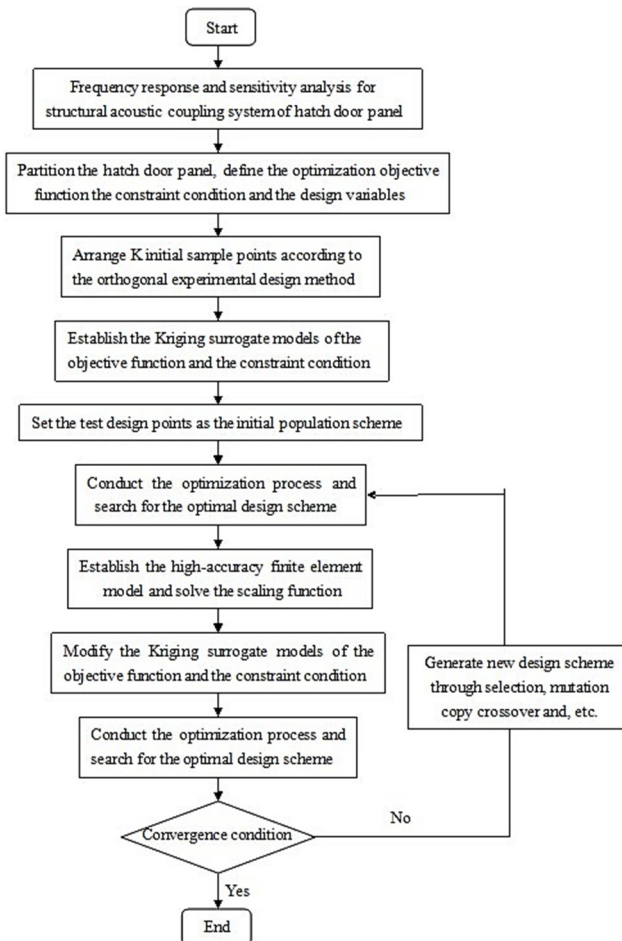 Start
Frequency response and sensitivity analysis for
structural acoustic coupling system of hatch door panel
Partition the hatch door panel, define the optimization objective
function the constraint condition and the design variables
Arrange K initial sample points according to
the orthogonal experimental design method
Establish the Kriging surrogate models of the
objective function and the constraint condition
Set the test design points as the initial population scheme
Conduct the optimization process and
search for the optimal design scheme
Establish the high-accuracy finite element
model and solve the scaling function
Modify the Kriging surrogate models of the
objective function and the constraint condition
Generate new design scheme
through selection, mutation
copy crossover and, etc.
Conduct the optimization process and
search for the optimal design scheme
Convergence condition
No
Yes
End